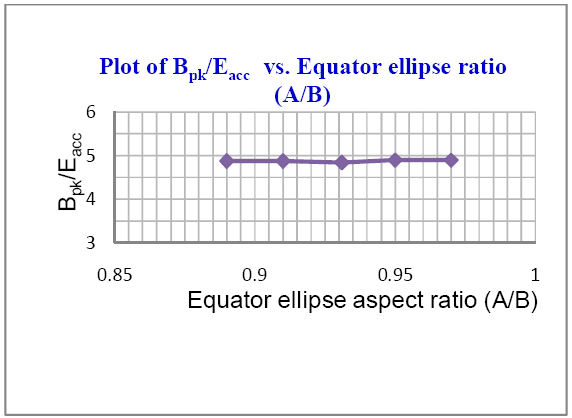 Plot of Bpk/Eacc vs. Equator ellipse ratio
(A/B)
6
5
4
3
Bpk/Eacc
0.85 0.9 0.95 1
Equator ellipse aspect ratio (A/B)